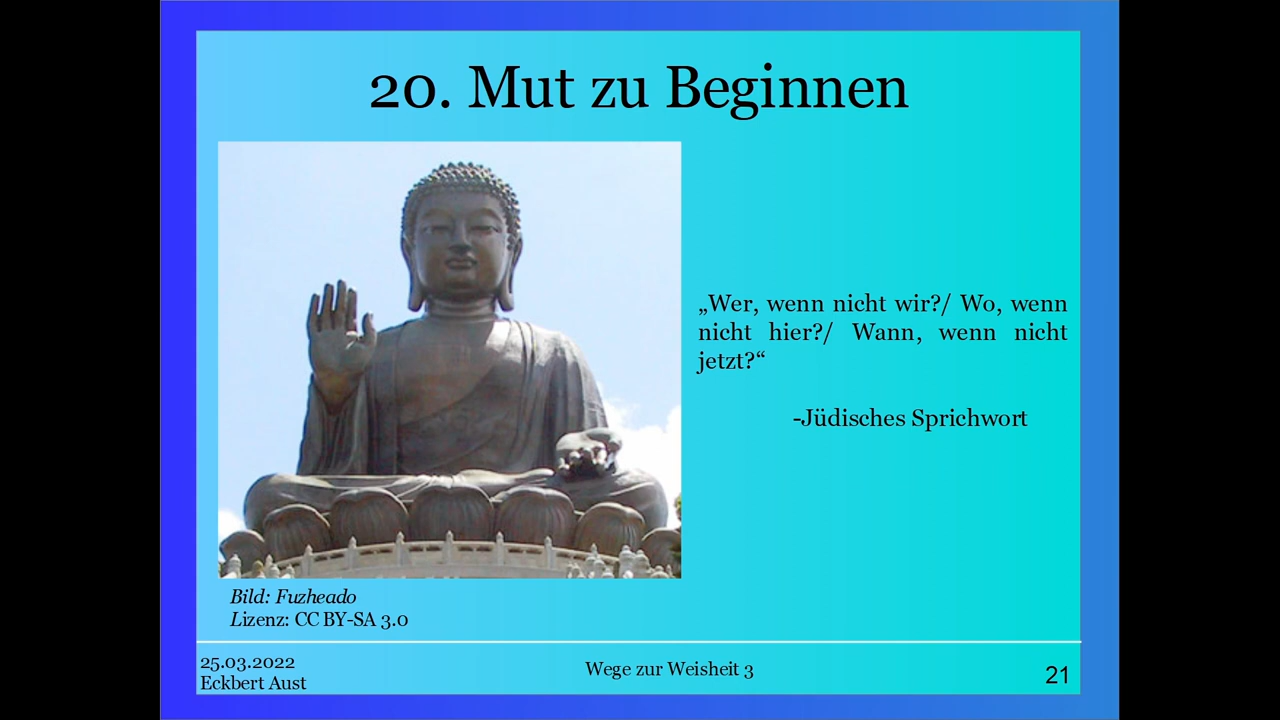 20. Mut zu Beginnen
„Wer, wenn nicht wir?/ Wo, wenn
nicht hier?/ Wann, wenn nicht
jetzt?“
-Jüdisches Sprichwort
Bild: Fuzheado
Lizenz: CC BY-SA 3.0
25.03.2022
Eckbert Aust
Wege zur Weisheit 3
21